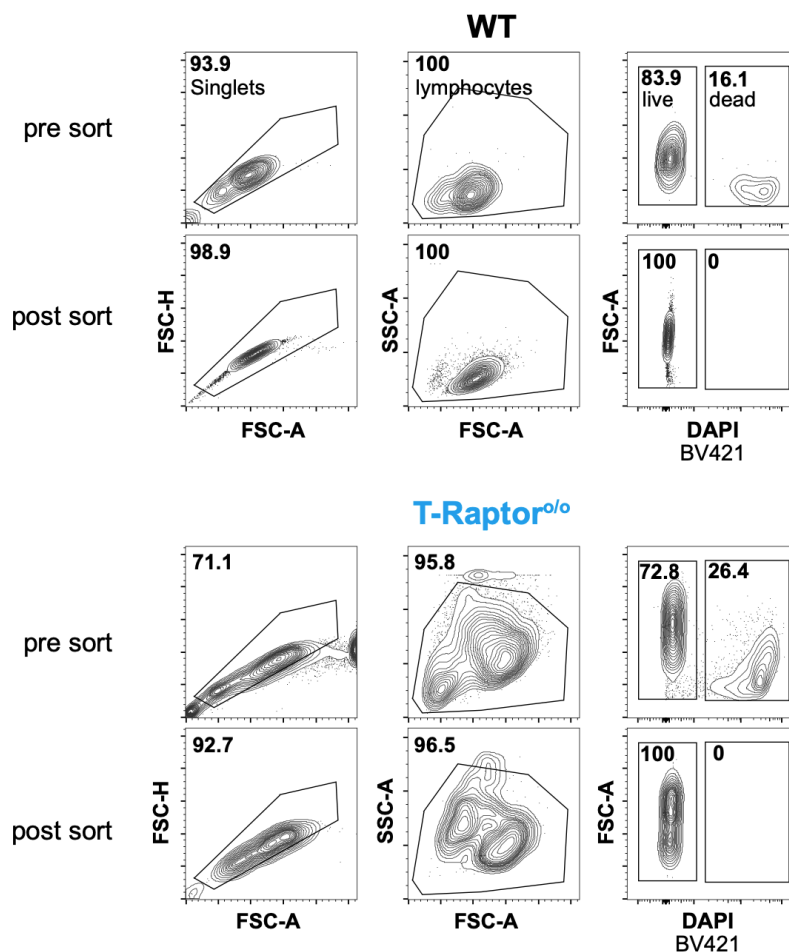 WT
pre sort
93.9
Singlets
100
lymphocytes
83.9
live
16.1
dead
post sort
98.9
100
100
0
FSC-H
SSC-A
FSC-A
FSC-A
FSC-A
DAPI
BV421
T-Raptoro/o
pre sort
71.1
95.8
72.8
26.4
post sort
92.7
96.5
100
0
FSC-H
SSC-A
FSC-A
FSC-A
FSC-A
DAPI
BV421